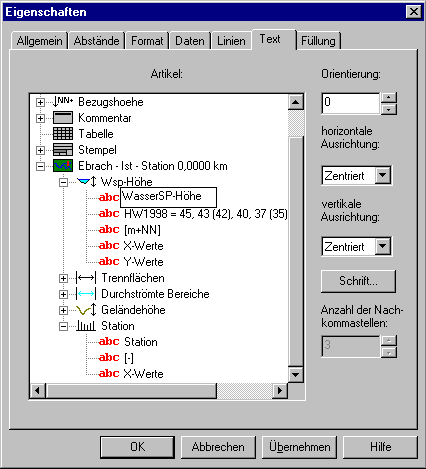 Eigenschaften
Allgemein Abstände Format Daten Linien Text Füllung
Artikel:
Orientierung:
0
horizontale
Ausrichtung:
Zentriert
vertikale
Ausrichtung:
Zentriert
Schrift...
Anzahl der Nach-
kommastellen:
3
NN+ Bezugshoehe
Kommentar
Tabelle
Stempel
Ebrach - Ist - Station 0,0000 km
Wsp-Höhe
abc WasserSP-Höhe
abc HW1998 = 45, 43 (42), 40, 37 (35)
abc [m+NN]
abc X-Werte
abc Y-Werte
Trennflächen
Durchströmte Bereiche
Geländehöhe
Station
abc Station
abc [-]
abc X-Werte
OK Abbrechen Übernehmen Hilfe